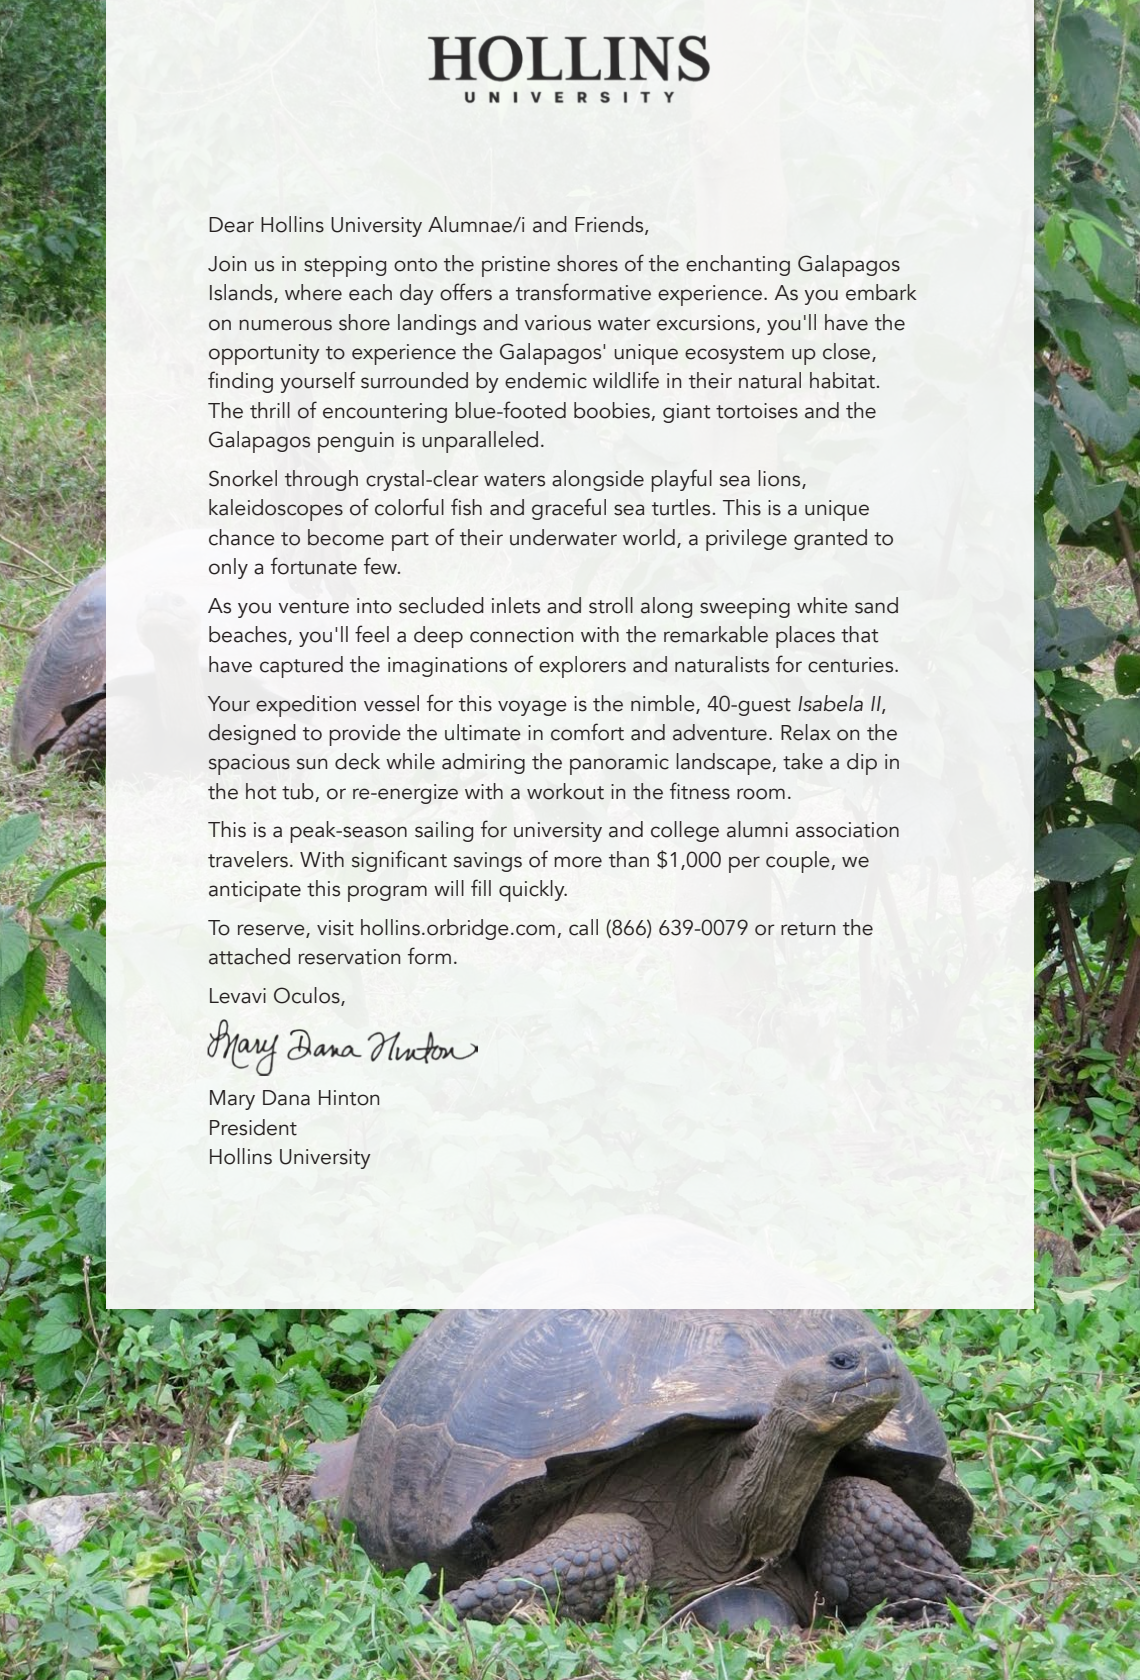 HOLLINS
UNIVERSITY
Dear Hollins University Alumnae/i and Friends,
Join us in stepping onto the pristine shores of the enchanting Galapagos
Islands, where each day offers a transformative experience. As you embark
on numerous shore landings and various water excursions, you'll have the
opportunity to experience the Galapagos' unique ecosystem up close,
finding yourself surrounded by endemic wildlife in their natural habitat.
The thrill of encountering blue-footed boobies, giant tortoises and the
Galapagos penguin is unparalleled.
Snorkel through crystal-clear waters alongside playful sea lions,
kaleidoscopes of colorful fish and graceful sea turtles. This is a unique
chance to become part of their underwater world, a privilege granted to
only a fortunate few.
As you venture into secluded inlets and stroll along sweeping white sand
beaches, you'll feel a deep connection with the remarkable places that
have captured the imaginations of explorers and naturalists for centuries.
Your expedition vessel for this voyage is the nimble, 40-guest Isabela II,
designed to provide the ultimate in comfort and adventure. Relax on the
spacious sun deck while admiring the panoramic landscape, take a dip in
the hot tub, or re-energize with a workout in the fitness room.
This is a peak-season sailing for university and college alumni association
travelers. With significant savings of more than $1,000 per couple, we
anticipate this program will fill quickly.
To reserve, visit hollins.orbridge.com, call (866) 639-0079 or return the
attached reservation form.
Levavi Oculos,
Mary Dana Hinton
Mary Dana Hinton
President
Hollins University